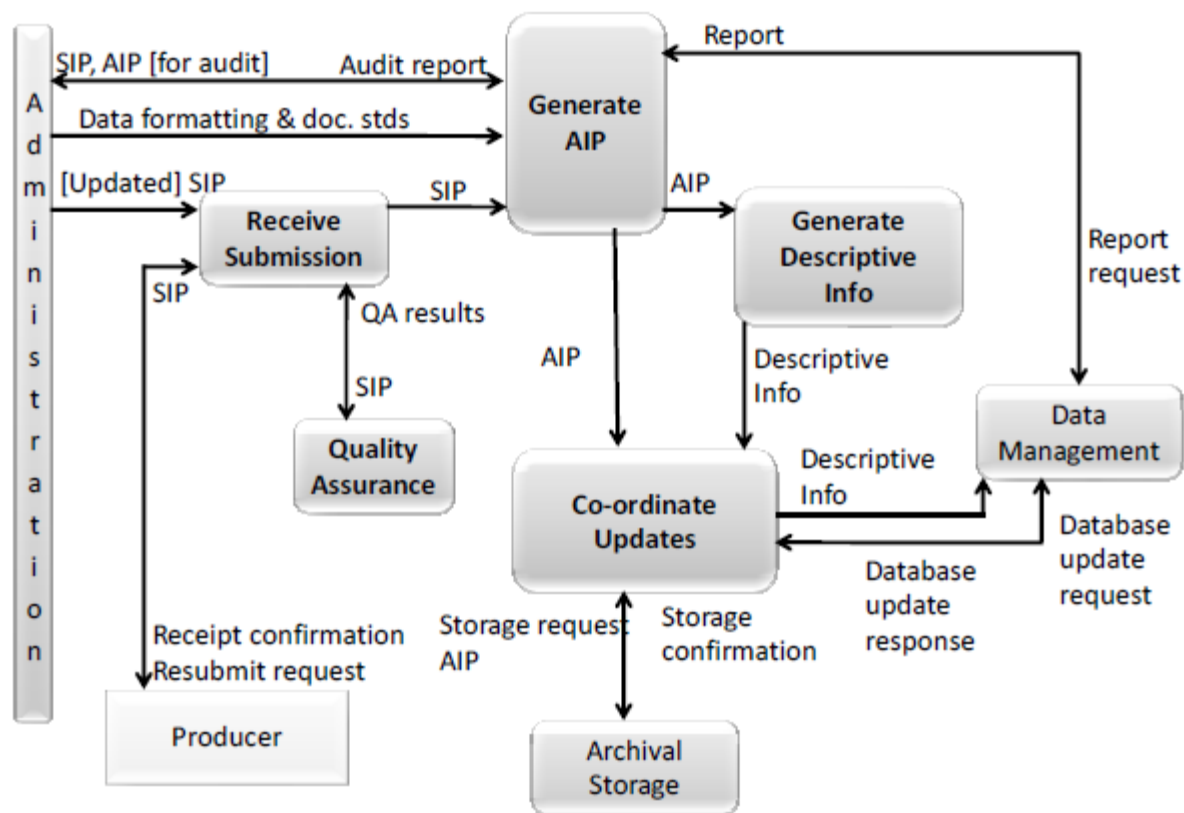 Administration
SIP, AIP [for audit]
Audit report
Data formatting & doc. stds
[Updated] SIP
Receive
Submission
SIP
SIP
QA results
SIP
Quality
Assurance
Receipt confirmation
Resubmit request
Producer
Generate
AIP
Report
AIP
Generate
Descriptive
Info
Report
request
AIP
Descriptive
Info
Data
Management
Co-ordinate
Updates
Descriptive
Info
Database
update
response
Database
update
request
Storage request
AIP
Storage
confirmation
Archival
Storage